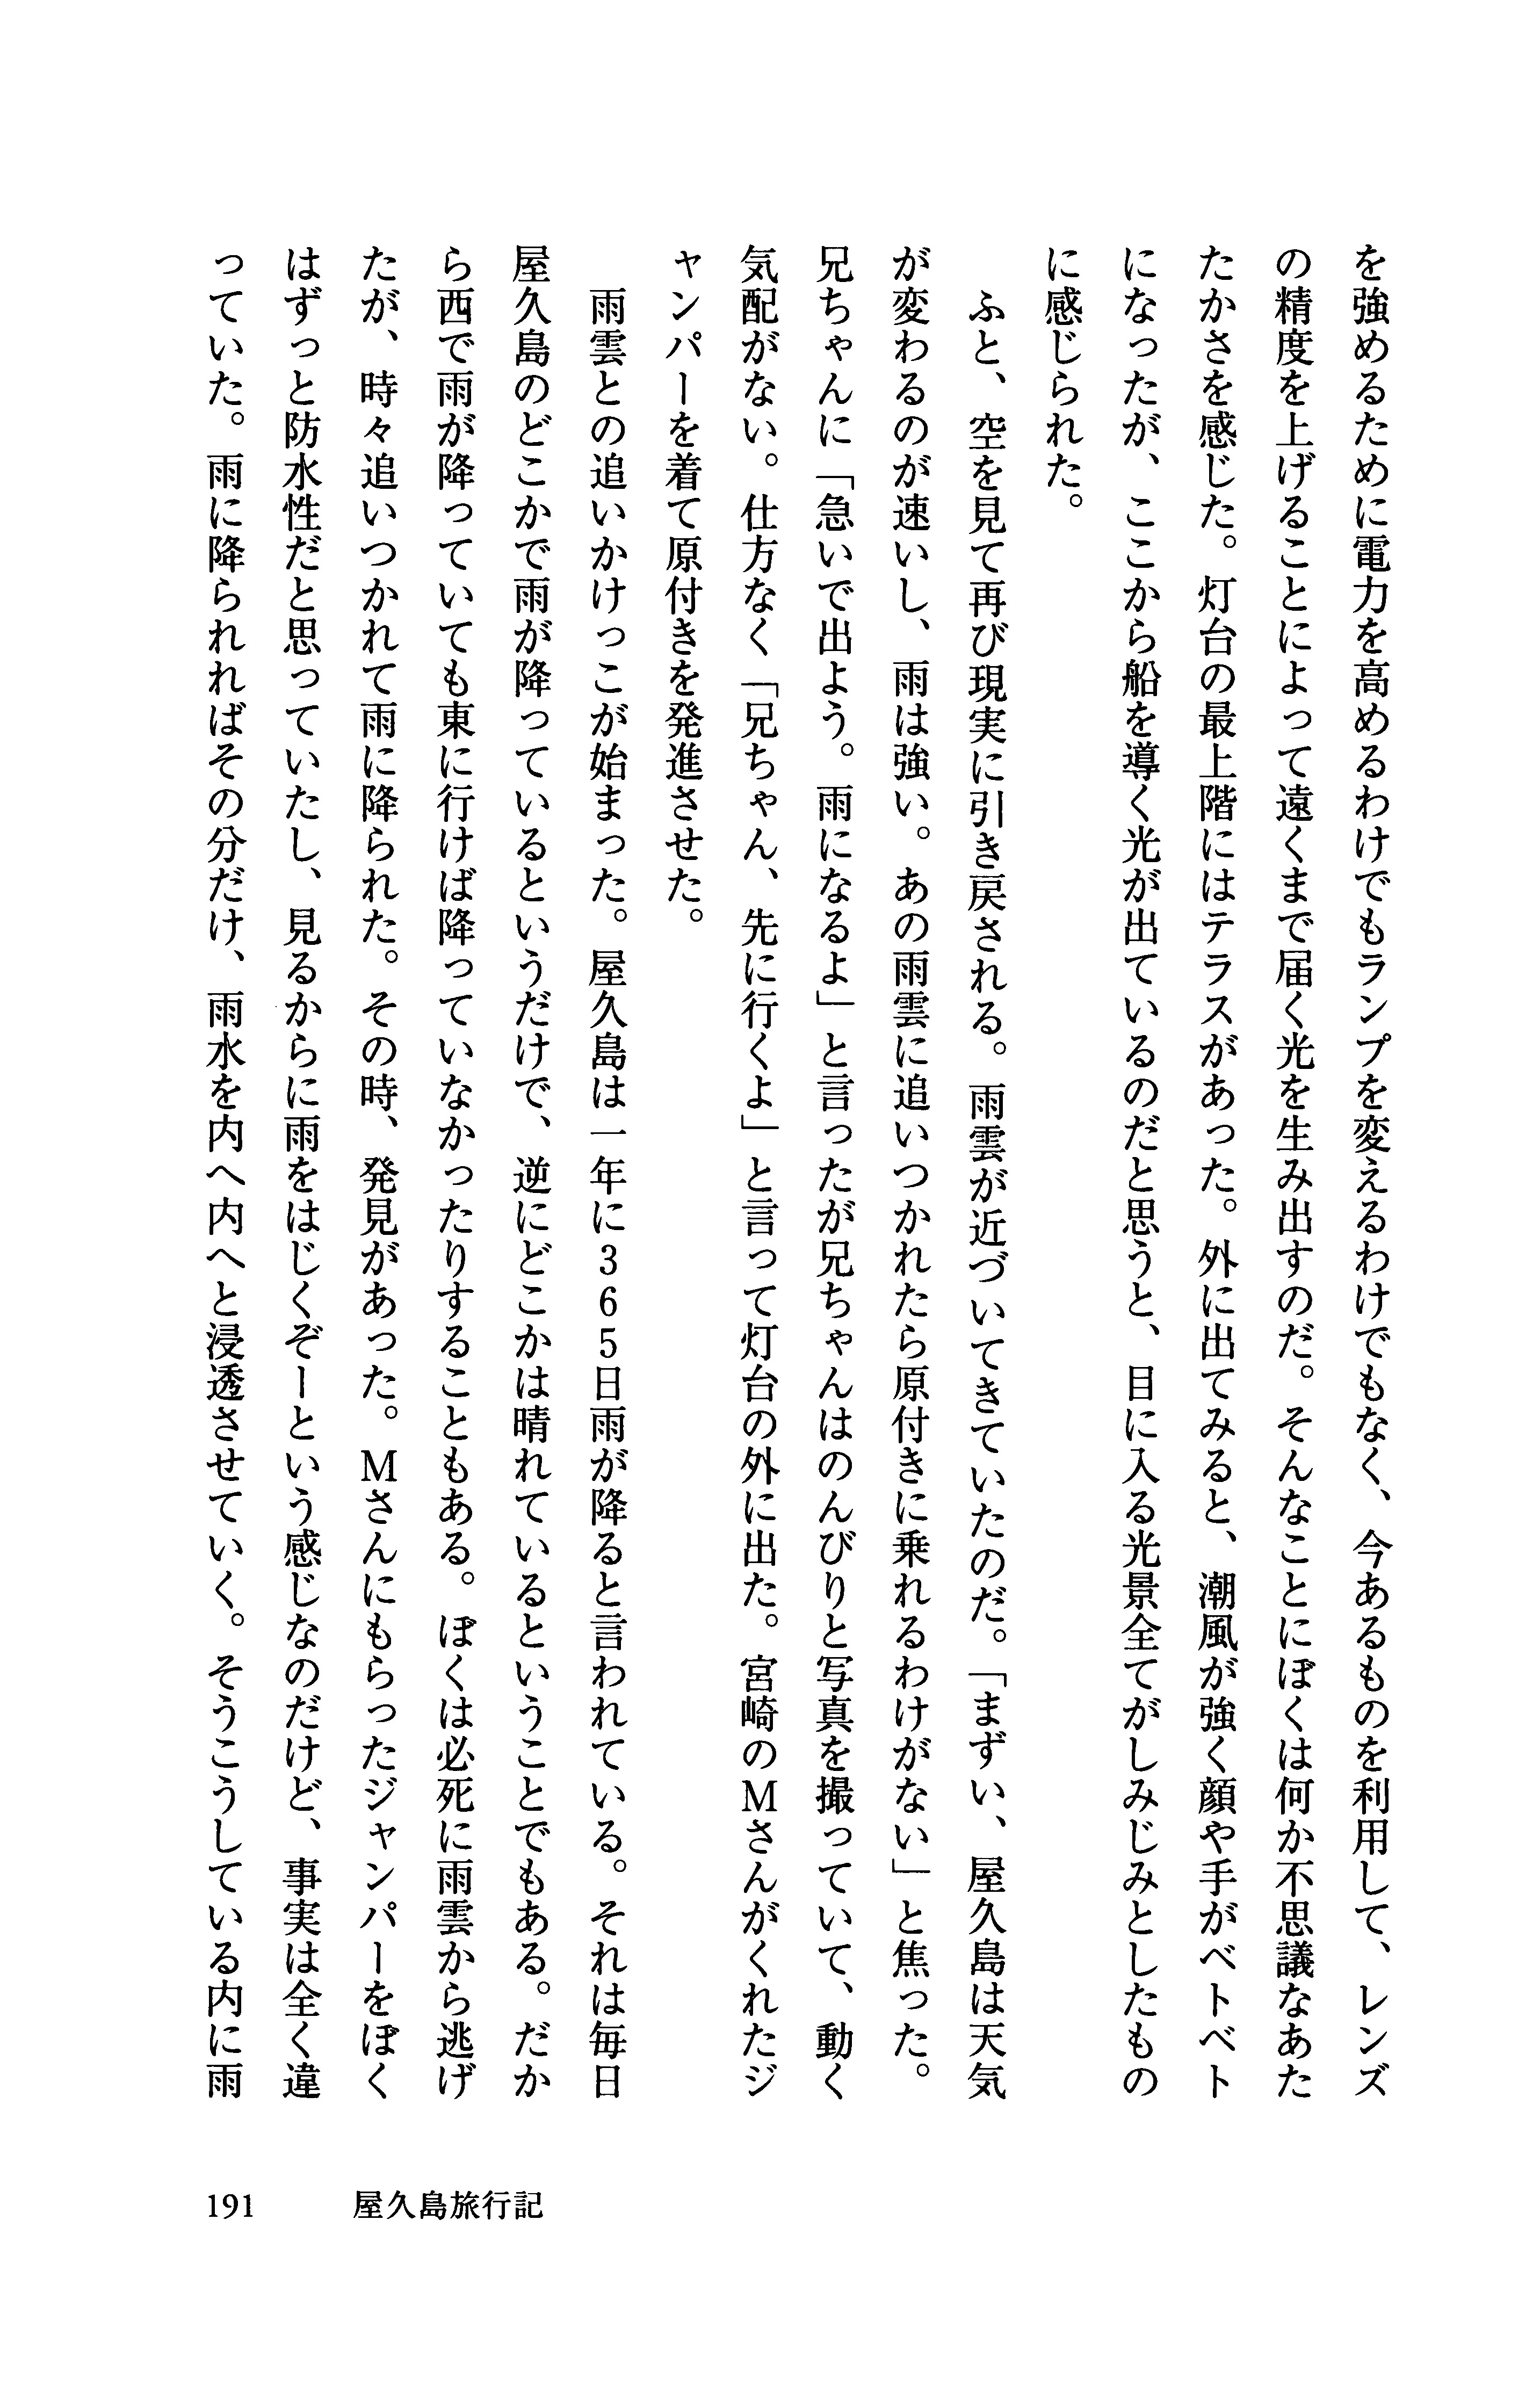 を強めるために電力を高めるわけでもランプを変えるわけでもなく、今あるものを利用して、レンズ
の精度を上げることによって遠くまで届く光を生み出すのだ。そんなことにぼくは何か不思議なあた
たかさを感じた。灯台の最上階にはテラスがあった。外に出てみると、潮風が強く顔や手がベトベト
になったが、ここから船を導く光が出ているのだと思うと、目に入る光景全てがしみじみとしたもの
に感じられた。
　ふと、空を見て再び現実に引き戻される。雨雲が近づいてきていたのだ。「まずい、屋久島は天気
が変わるのが速いし、雨は強い。あの雨雲に追いつかれたら原付きに乗れるわけがない」と焦った。
兄ちゃんに「急いで出よう。雨になるよ」と言ったが兄ちゃんはのんびりと写真を撮っていて、動く
気配がない。仕方なく「兄ちゃん、先に行くよ」と言って灯台の外に出た。宮崎のＭさんがくれたジ
ャンパーを着て原付きを発進させた。
　雨雲との追いかけっこが始まった。屋久島は一年に365日雨が降ると言われている。それは毎日
屋久島のどこかで雨が降っているというだけで、逆にどこかは晴れているということでもある。だか
ら西で雨が降っていても東に行けば降っていなかったりすることもある。ぼくは必死に雨雲から逃げ
たが、時々追いつかれて雨に降られた。その時、発見があった。Ｍさんにもらったジャンパーをぼく
はずっと防水性だと思っていたし、見るからに雨をはじくぞーという感じなのだけど、事実は全く違
っていた。雨に降られればその分だけ、雨水を内へ内へと浸透させていく。そうこうしている内に雨
191　屋久島旅行記